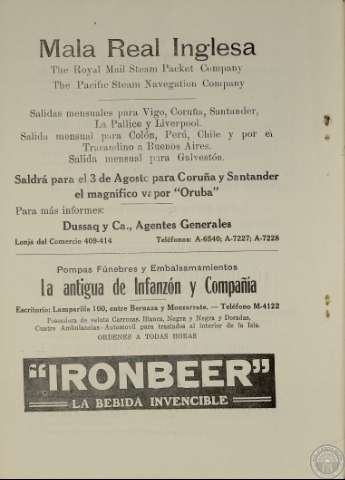 Mala Real Inglesa
The Royal Mail Steam Packet Company
The Pacific Steam Navegation Company
Salidas mensuales para Vigo, Coruña, Santander,
La Pallice y Liverpool.
Salida mensual para Colón, Perú, Chile y por el
Trasandino a Buenos Aires.
Salida mensual para Galvestón.
Saldrá para el 3 de Agosto para Coruña y Santander
el magnífico vapor "Oruba"
Para más informes:
Dussaq y Ca., Agentes Generales
Lonja del Comercio 409-414 Teléfonos: A-6540; A-7227; A-7228
Pompas Fúnebres y Embalsamamientos
La antigua de Infanzón y Compañía
Escritorio: Lamparilla 190, entre Bernaza y Monserrate. — Teléfono M-4122
Poseedora de veinte Carrozas. Blanca, Negra y Negra y Doradas,
Cuatro Ambulancias-Automovil para traslados al interior de la Isla.
ORDENES A TODAS HORAS
"IRONBEER"
LA BEBIDA INVENCIBLE